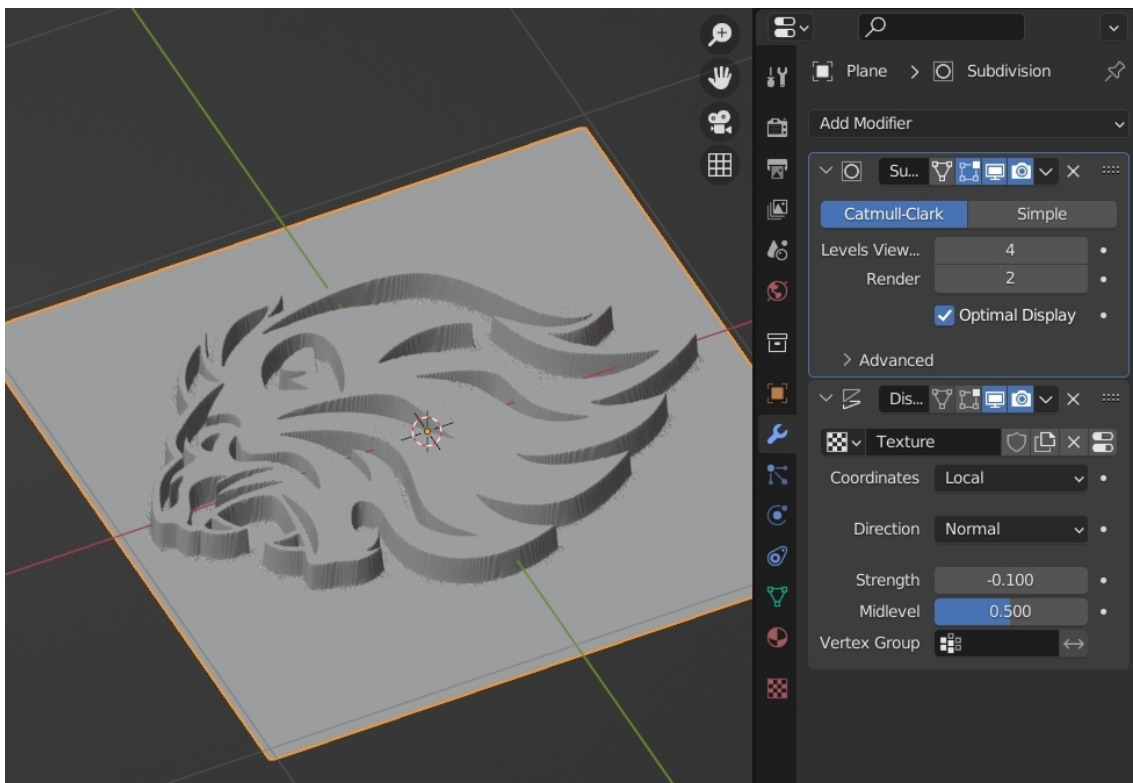 Plane > Subdivision
Add Modifier
Su...
Catmull-Clark Simple
Levels View... 4
Render 2
Optimal Display
Advanced
Dis...
Texture
Coordinates Local
Direction Normal
Strength -0.100
Midlevel 0.500
Vertex Group